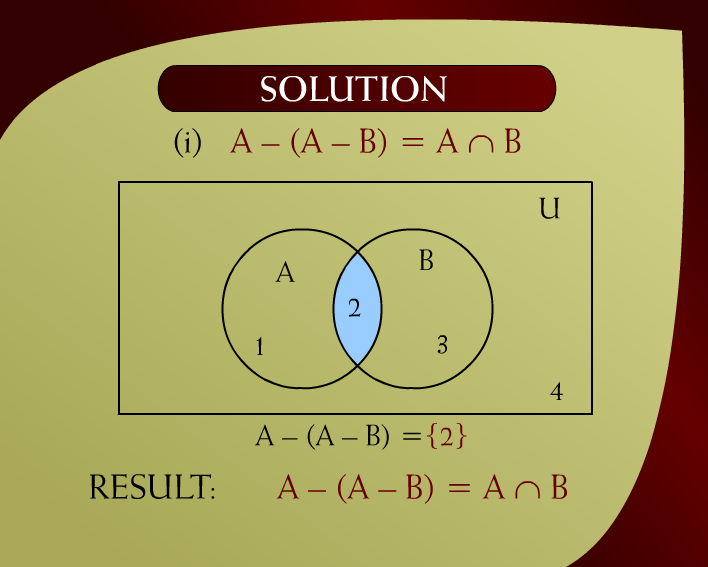 SOLUTION
(i) A – (A – B) = A ∩ B
U
A
B
2
1
3
4
A – (A – B) = {2}
RESULT: A – (A – B) = A ∩ B